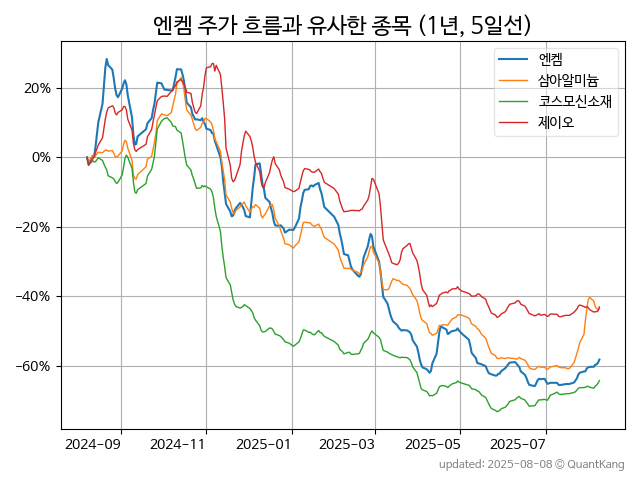 엔켐 주가 흐름과 유사한 종목 (1년, 5일선)
엔켐
삼아알미늄
코스모신소재
제이오
20%
0%
−20%
−40%
−60%
2024-09 2024-11 2025-01 2025-03 2025-05 2025-07
updated: 2025-08-08 © QuantKang